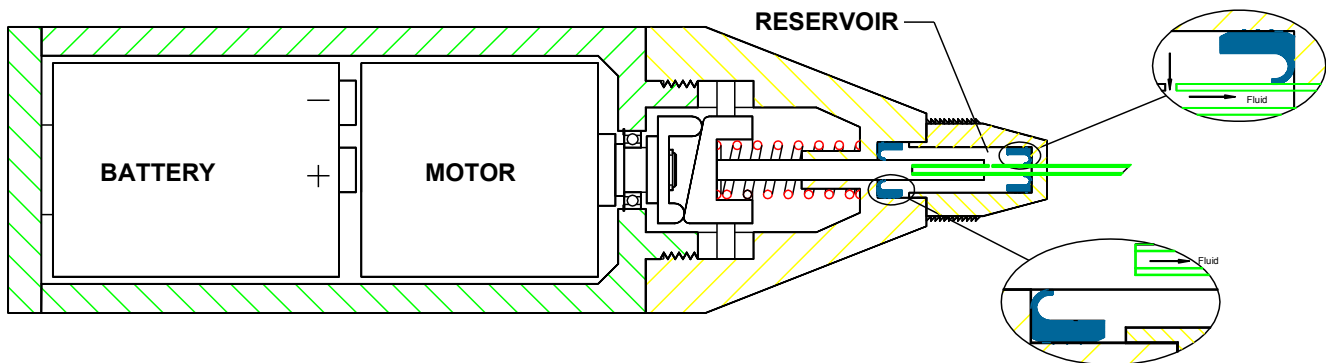 RESERVOIR
Fluid
−
BATTERY
MOTOR
+
Fluid